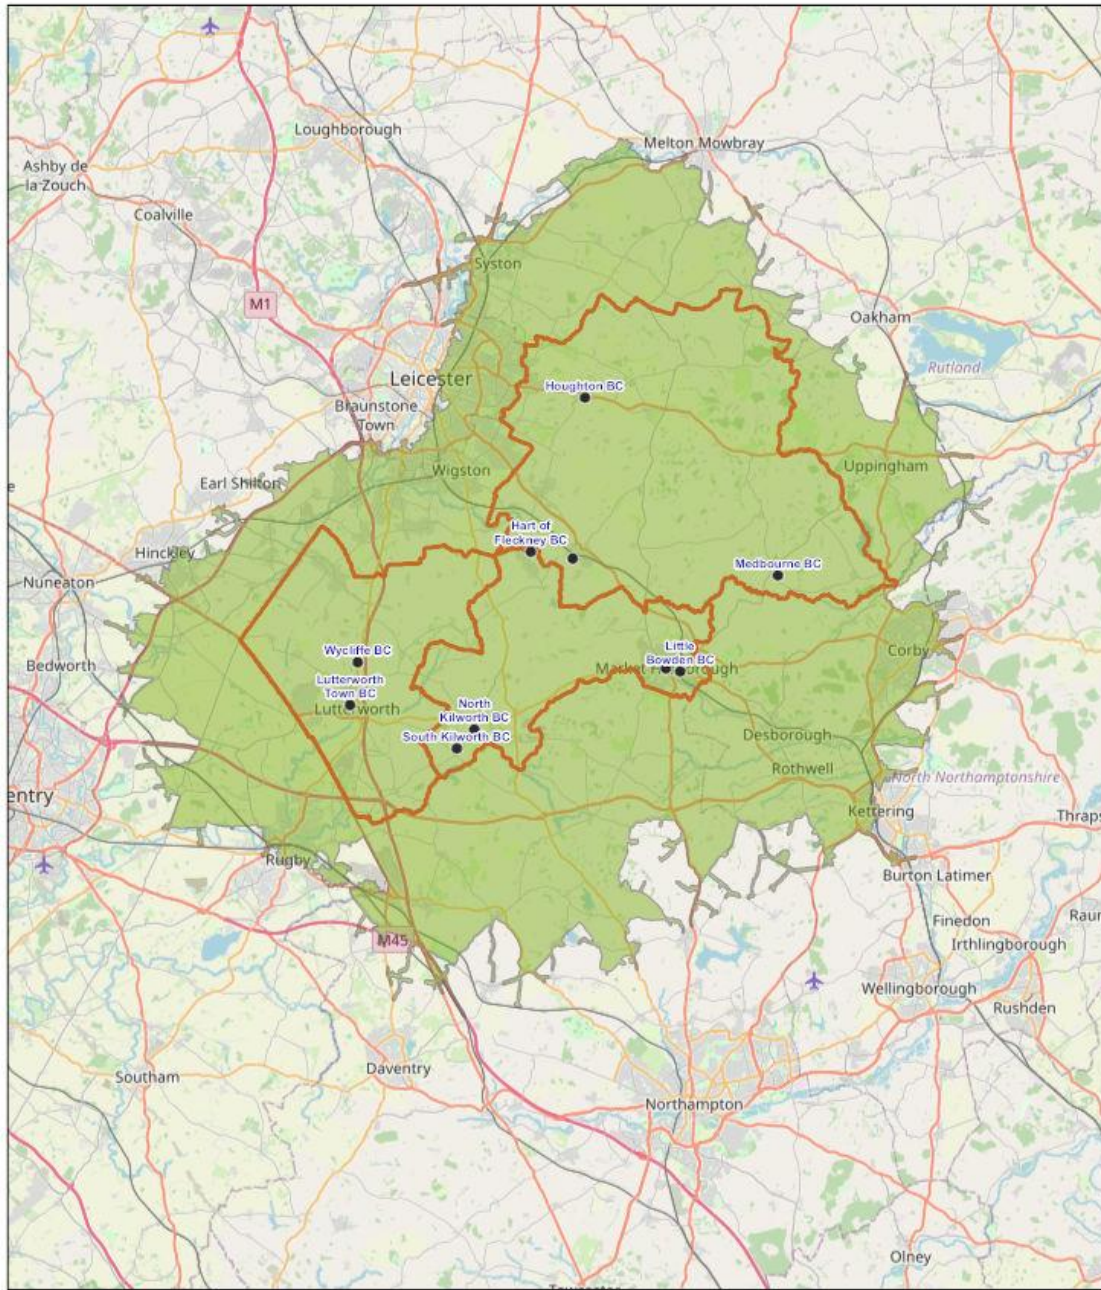 Loughborough
Melton Mowbray
Ashby de
la Zouch
Coalville
Syston
M1
Oakham
Rutland
Houghton BC
Leicester
Braunstone
Town
Wigston
Uppingham
Earl Shilton
Hart of
Fleckney BC
Hinckley
Medbourne BC
Nuneaton
Wycliffe BC
Little
Bowden BC
Corby
Bedworth
Lutterworth
Town BC
Lutterworth
North
Kilworth BC
South Kilworth BC
Desborough
Rothwell
North Northamptonshire
entry
Kettering
Thraps
Rugby
Burton Latimer
Raun
Finedon
M45
Irthlingborough
Wellingborough
Rushden
Daventry
Southam
Northampton
Olney